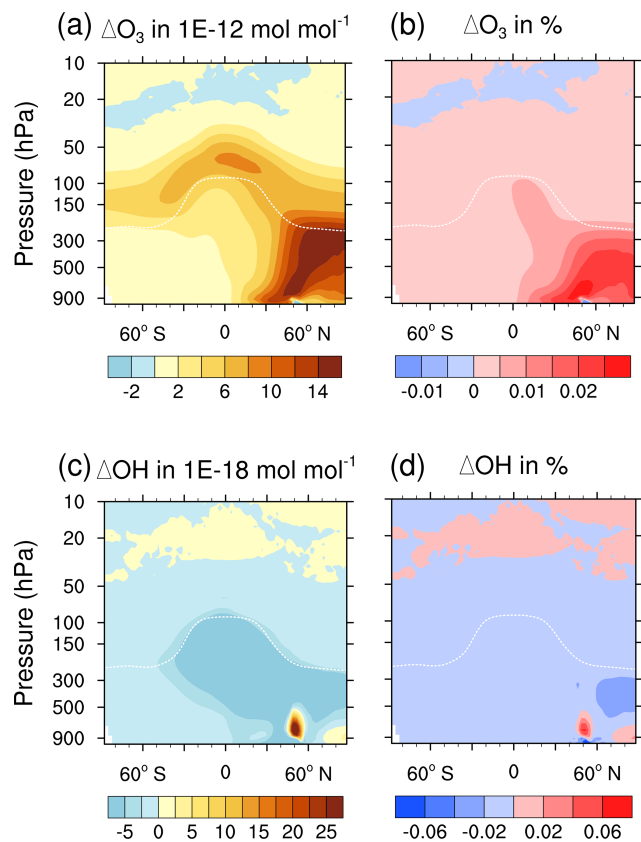 (a) △O₃ in 1E-12 mol mol⁻¹
(b) △O₃ in %
10
20
50
100
150
300
500
900
Pressure (hPa)
60° S 0 60° N
60° S 0 60° N
-2 2 6 10 14
-0.01 0 0.01 0.02
(c) △OH in 1E-18 mol mol⁻¹
(d) △OH in %
10
20
50
100
150
300
500
900
Pressure (hPa)
60° S 0 60° N
60° S 0 60° N
-5 0 5 10 15 20 25
-0.06 -0.02 0.02 0.06